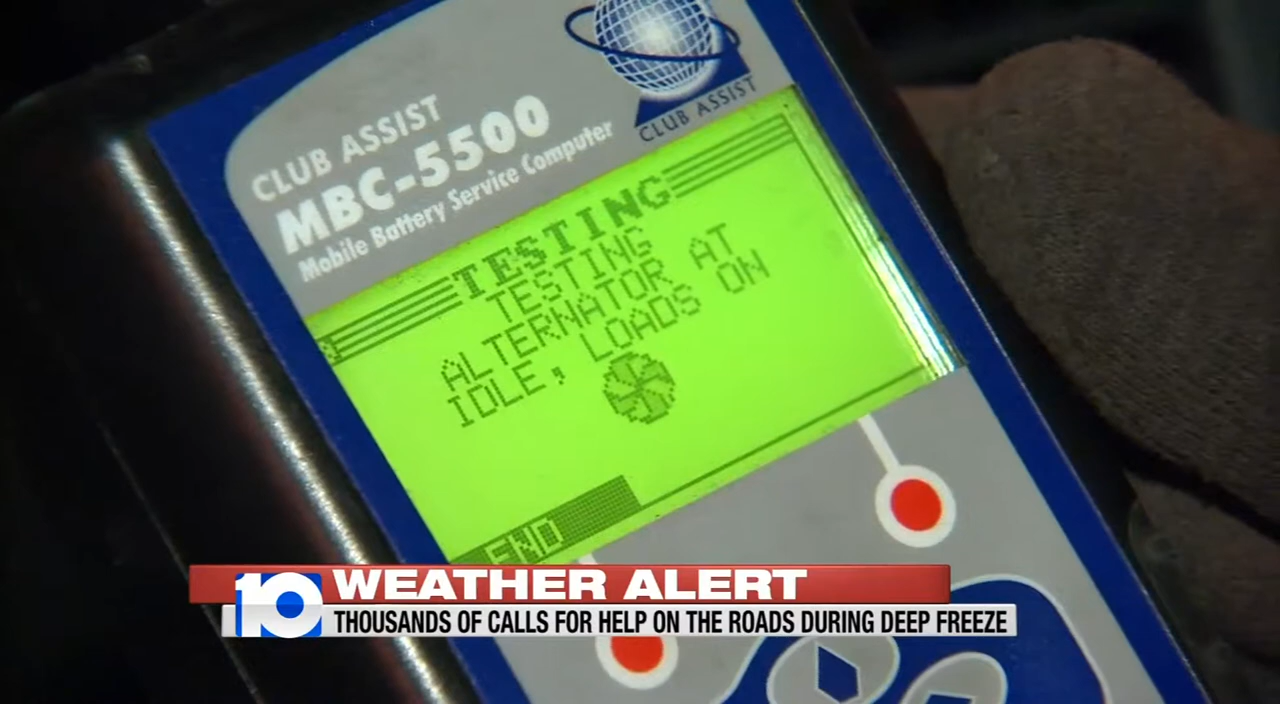 CLUB ASSIST
CLUB ASSIST
MBC-5500
Mobile Battery Service Computer
TESTING
TESTING
ALTERNATOR AT
IDLE, LOADS ON
END
10 WEATHER ALERT
THOUSANDS OF CALLS FOR HELP ON THE ROADS DURING DEEP FREEZE